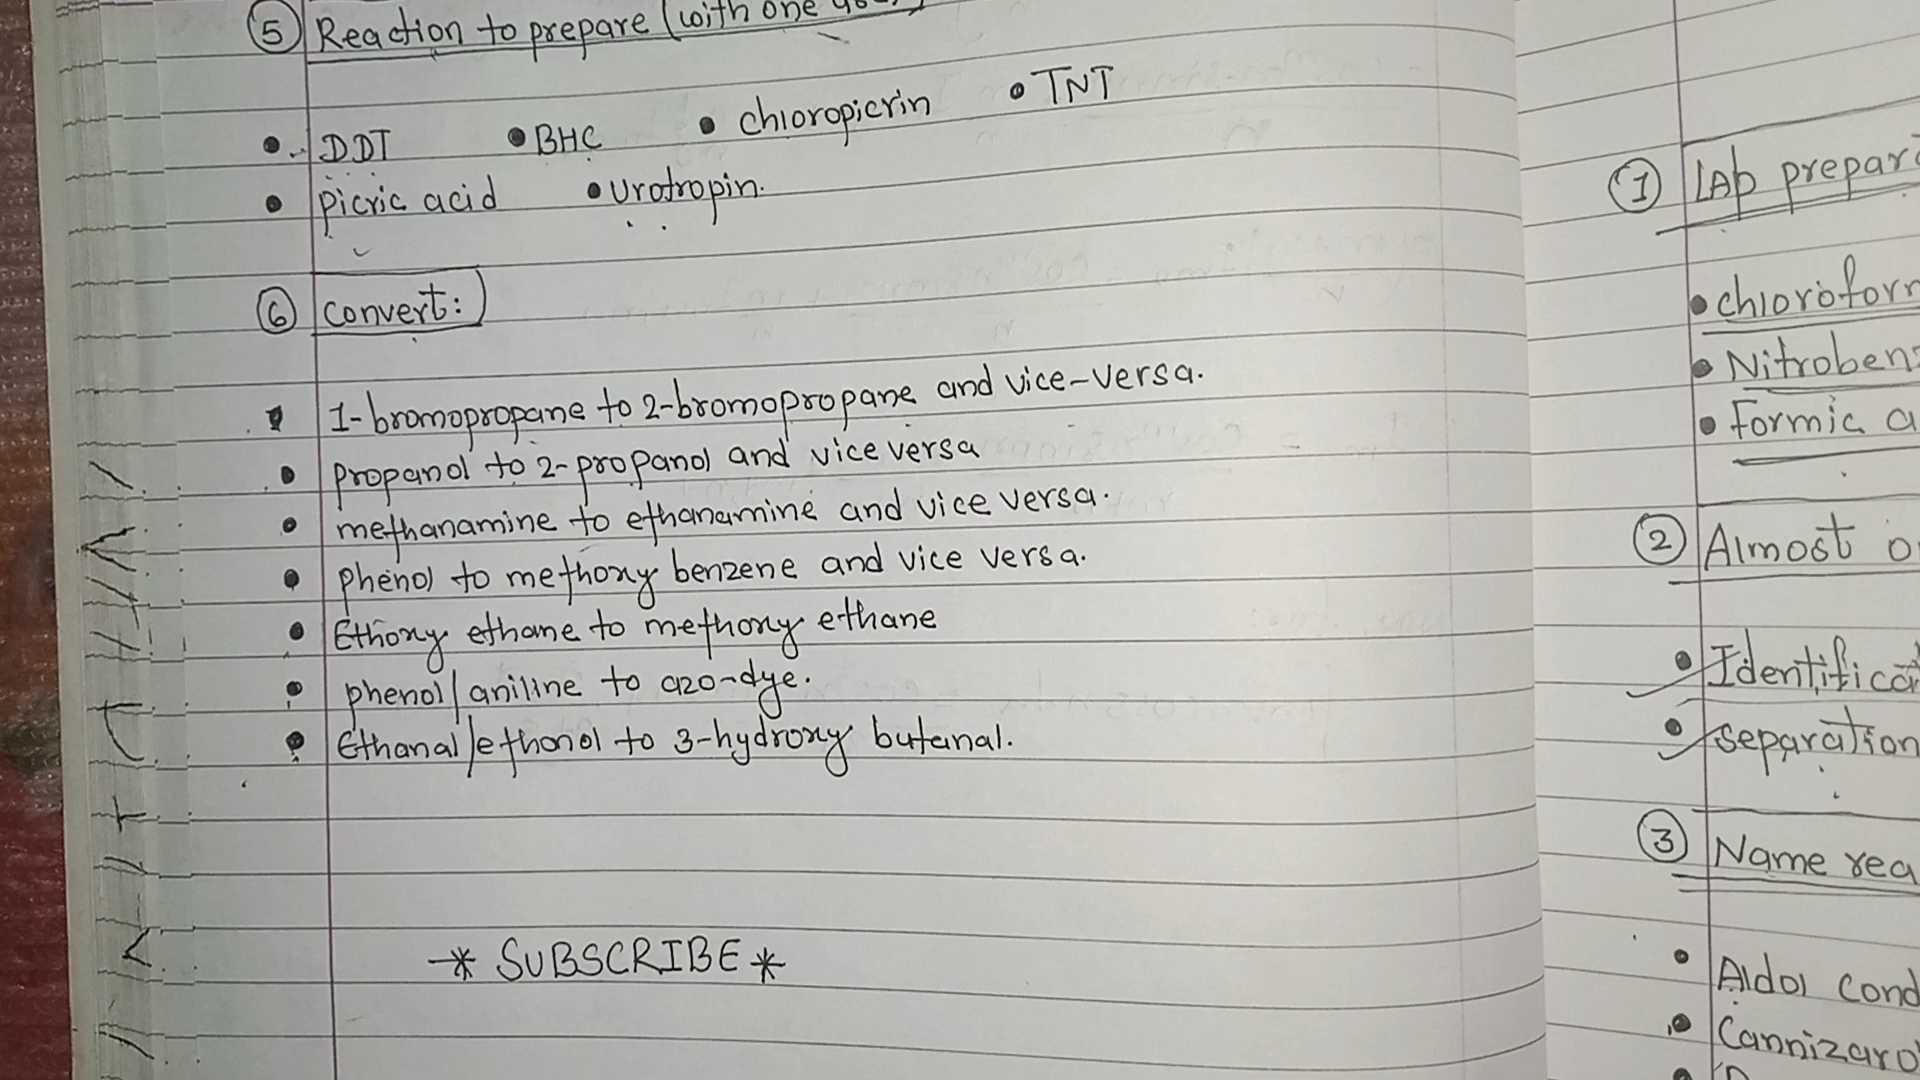 ⑤ Reaction to prepare (with one
• DDT • BHC • chloropicrin • TNT
• picric acid • Urotropin.
⑥ Convert:)
• 1-bromopropane to 2-bromopropane and vice-versa.
• propanol to 2-propanol and vice versa
• methanamine to ethanamine and vice versa.
• phenol to methoxy benzene and vice versa.
• Ethoxy ethane to methoxy ethane
• phenol/aniline to azo-dye.
• Ethanal/ethanol to 3-hydroxy butanal.
* SUBSCRIBE *
① Lab prepar
• chloroform
• Nitrobenz
• Formic a
② Almost
• Identifica
• separation
③ Name rea
• Aldol cond
• Cannizaro